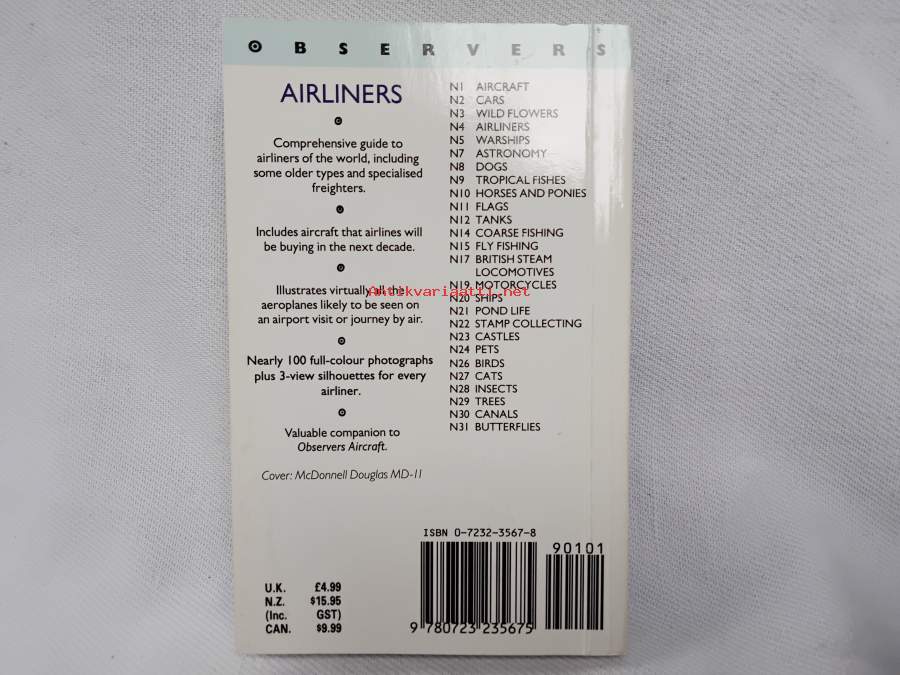 OBSERVERS
AIRLINERS
Comprehensive guide to
airliners of the world, including
some older types and specialised
freighters.
Includes aircraft that airlines will
be buying in the next decade.
Illustrates virtually all the
aeroplanes likely to be seen on
an airport visit or journey by air.
Nearly 100 full-colour photographs
plus 3-view silhouettes for every
airliner.
Valuable companion to
Observers Aircraft.
Cover: McDonnell Douglas MD-11
N1 AIRCRAFT
N2 CARS
N3 WILD FLOWERS
N4 AIRLINERS
N5 WARSHIPS
N7 ASTRONOMY
N8 DOGS
N9 TROPICAL FISHES
N10 HORSES AND PONIES
N11 FLAGS
N12 TANKS
N14 COARSE FISHING
N15 FLY FISHING
N17 BRITISH STEAM
LOCOMOTIVES
N19 MOTORCYCLES
N20 SHIPS
N21 POND LIFE
N22 STAMP COLLECTING
N23 CASTLES
N24 PETS
N26 BIRDS
N27 CATS
N28 INSECTS
N29 TREES
N30 CANALS
N31 BUTTERFLIES
Antikvariaatti.net
U.K. £4.99
N.Z. $15.95
(Inc. GST)
CAN. $9.99
ISBN 0-7232-3567-8
90101
9 780723 235675